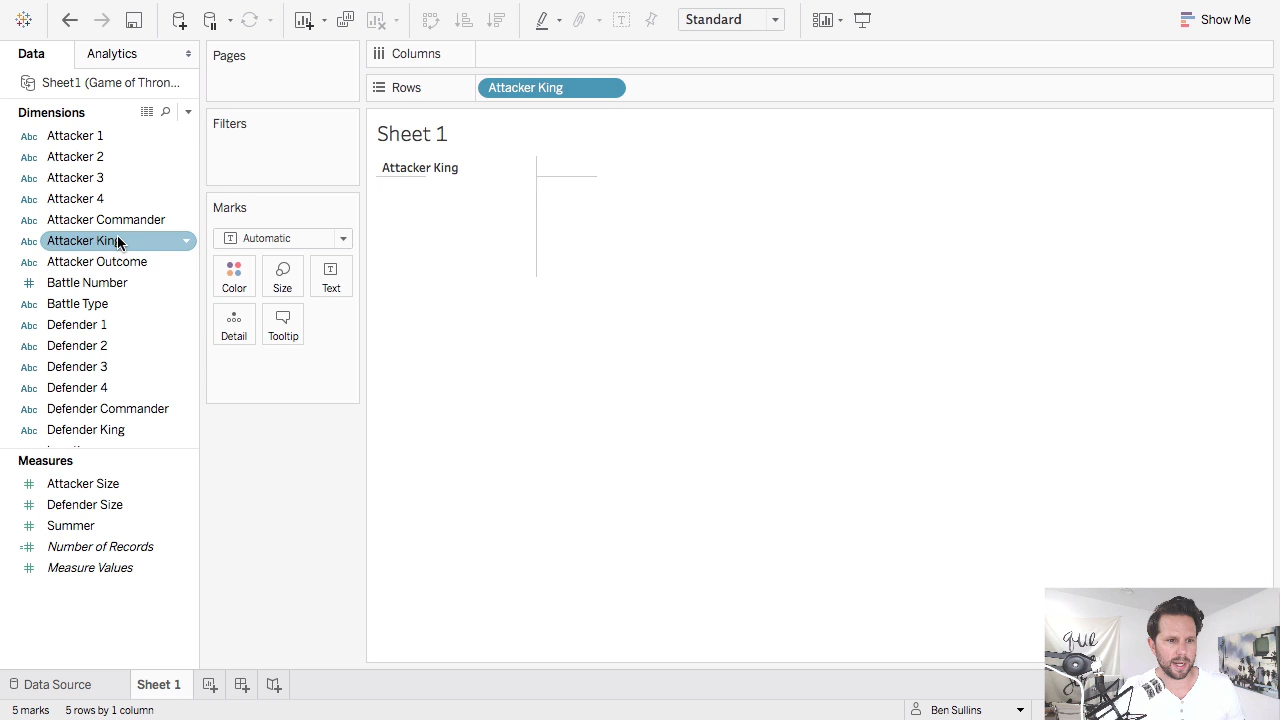 Standard
Show Me
Data
Analytics
Sheet1 (Game of Thron...
Dimensions
Abc Attacker 1
Abc Attacker 2
Abc Attacker 3
Abc Attacker 4
Abc Attacker Commander
Abc Attacker King
Abc Attacker Outcome
# Battle Number
Abc Battle Type
Abc Defender 1
Abc Defender 2
Abc Defender 3
Abc Defender 4
Abc Defender Commander
Abc Defender King
Measures
# Attacker Size
# Defender Size
# Summer
=# Number of Records
# Measure Values
Pages
Filters
Marks
T Automatic
Color
Size
Text
Detail
Tooltip
Columns
Rows
Attacker King
Sheet 1
Attacker King
que
Data Source
Sheet 1
5 marks
5 rows by 1 column
Ben Sullins